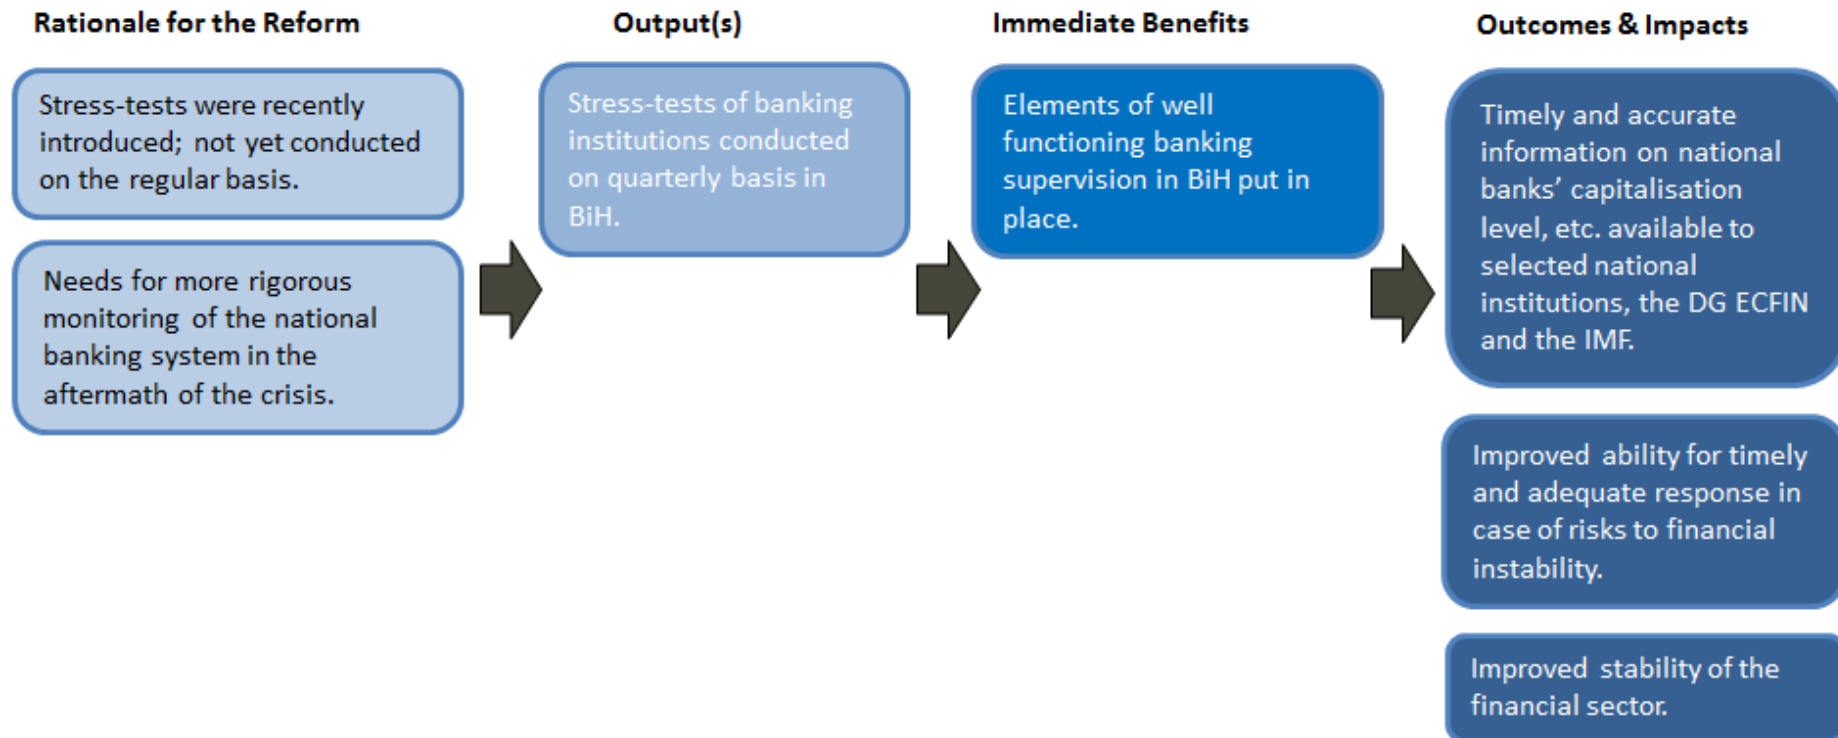 Rationale for the Reform
Stress-tests were recently
introduced; not yet conducted
on the regular basis.
Needs for more rigorous
monitoring of the national
banking system in the
aftermath of the crisis.
Output(s)
Stress-tests of banking
institutions conducted
on quarterly basis in
BiH.
Immediate Benefits
Elements of well
functioning banking
supervision in BiH put in
place.
Outcomes & Impacts
Timely and accurate
information on national
banks’ capitalisation
level, etc. available to
selected national
institutions, the DG ECFIN
and the IMF.
Improved ability for timely
and adequate response in
case of risks to financial
instability.
Improved stability of the
financial sector.